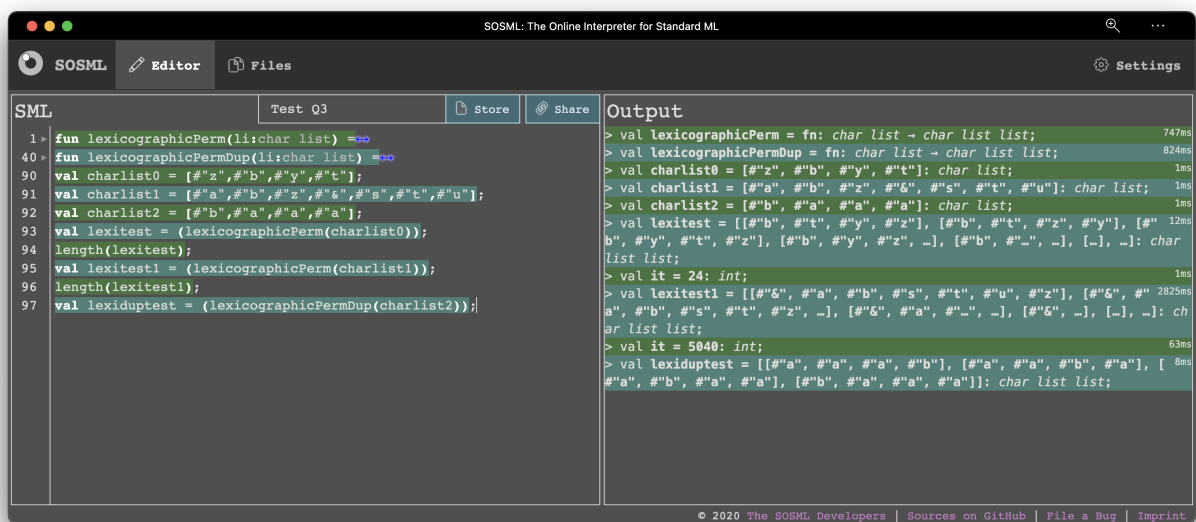 SOSML: The Online Interpreter for Standard ML
SOSML
Editor
Files
Settings
SML
Test Q3
Store
Share
1 fun lexicographicPerm(li:char list) =
40 fun lexicographicPermDup(li:char list) =
90 val charlist0 = [#"z",#"b",#"y",#"t"];
91 val charlist1 = [#"a",#"b",#"z",#"&",#"s",#"t",#"u"];
92 val charlist2 = [#"b",#"a",#"a",#"a"];
93 val lexitest = (lexicographicPerm(charlist0));
94 length(lexitest);
95 val lexitest1 = (lexicographicPerm(charlist1));
96 length(lexitest1);
97 val lexiduptest = (lexicographicPermDup(charlist2));
Output
> val lexicographicPerm = fn: char list → char list list; 747ms
> val lexicographicPermDup = fn: char list → char list list; 824ms
> val charlist0 = [#"z", #"b", #"y", #"t"]: char list; 1ms
> val charlist1 = [#"a", #"b", #"z", #"&", #"s", #"t", #"u"]: char list; 1ms
> val charlist2 = [#"b", #"a", #"a", #"a"]: char list; 1ms
> val lexitest = [[#"b", #"t", #"y", #"z"], [#"b", #"t", #"z", #"y"], [#" 12ms
b", #"y", #"t", #"z"], [#"b", #"y", #"z", …], [#"b", #"…", …], […], …]: char
list list;
> val it = 24: int; 1ms
> val lexitest1 = [[#"&", #"a", #"b", #"s", #"t", #"u", #"z"], [#"&", #" 2825ms
a", #"b", #"s", #"t", #"z", …], [#"&", #"a", #"…", …], [#"&", …], […], …]: ch
ar list list;
> val it = 5040: int; 63ms
> val lexiduptest = [[#"a", #"a", #"a", #"b"], [#"a", #"a", #"b", #"a"], [ 8ms
#"a", #"b", #"a", #"a"], [#"b", #"a", #"a", #"a"]]: char list list;
© 2020 The SOSML Developers | Sources on GitHub | File a Bug | Imprint